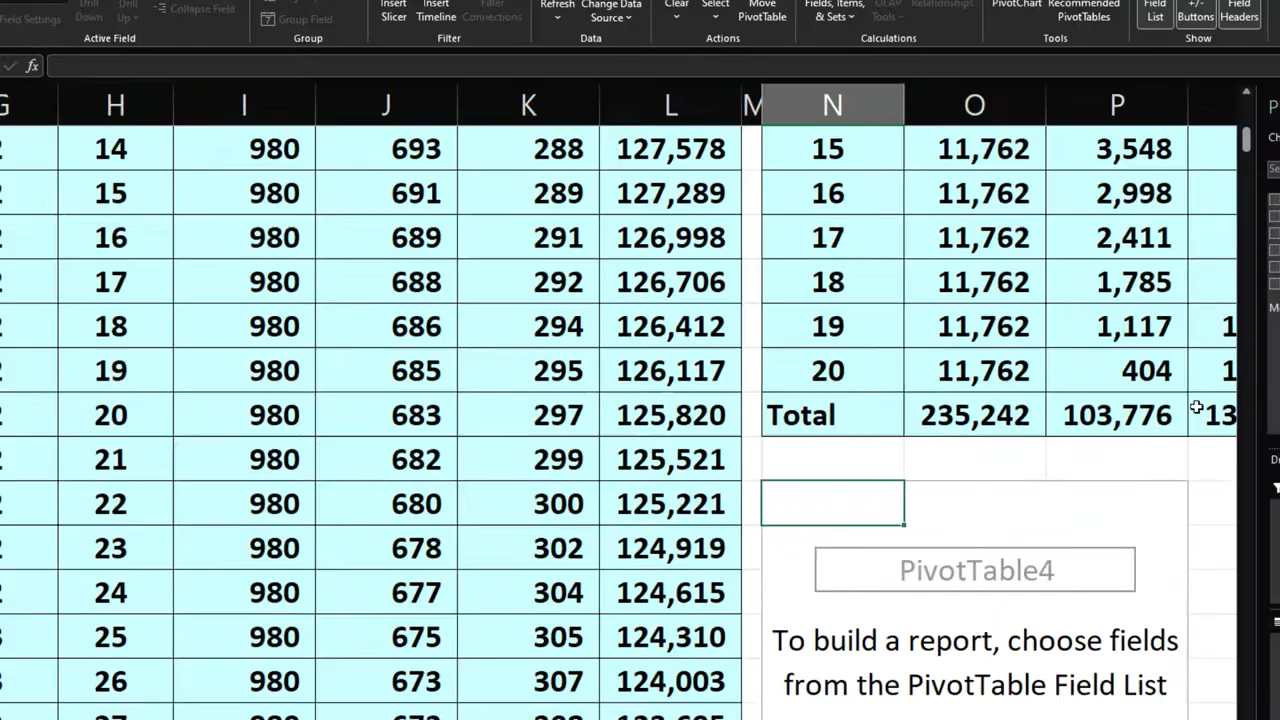 Field Settings Drill Down Drill Up Collapse Field Group Field Insert Slicer Insert Timeline Filter Connections Refresh Change Data Source Clear Select Move PivotTable Fields, Items, & Sets OLAP Tools Relationships PivotChart Recommended PivotTables Field List +/- Buttons Field Headers
Active Field Group Filter Data Actions Calculations Tools Show
fx
H I J K L M N O P
14 980 693 288 127,578 15 11,762 3,548
15 980 691 289 127,289 16 11,762 2,998
16 980 689 291 126,998 17 11,762 2,411
17 980 688 292 126,706 18 11,762 1,785
18 980 686 294 126,412 19 11,762 1,117 1
19 980 685 295 126,117 20 11,762 404 1
20 980 683 297 125,820 Total 235,242 103,776 13
21 980 682 299 125,521
22 980 680 300 125,221
23 980 678 302 124,919
24 980 677 304 124,615 PivotTable4
25 980 675 305 124,310 To build a report, choose fields
26 980 673 307 124,003 from the PivotTable Field List